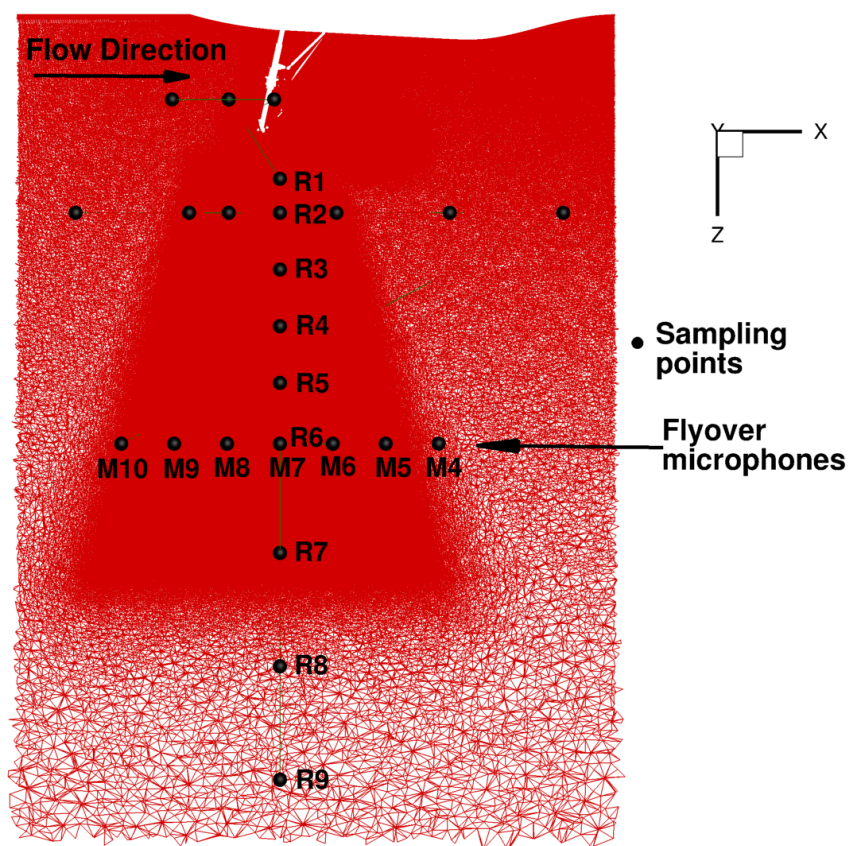 Flow Direction
Y X
Z
R1
R2
R3
R4
R5
Sampling
points
R6
M10 M9 M8 M7 M6 M5 M4
Flyover
microphones
R7
R8
R9